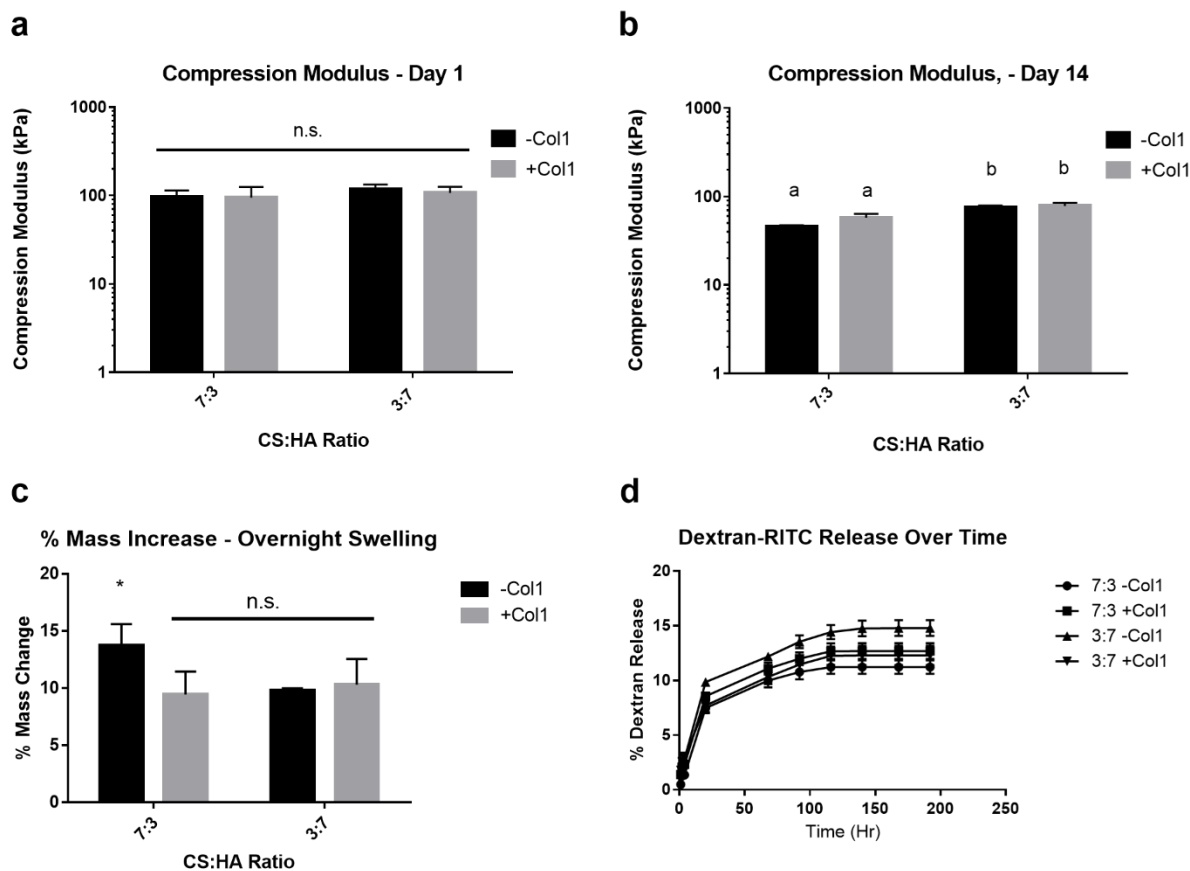 a
Compression Modulus - Day 1
Compression Modulus (kPa)
1000
100
10
1
n.s.
-Col1
+Col1
7:3
3:7
CS:HA Ratio
b
Compression Modulus, - Day 14
Compression Modulus (kPa)
1000
100
10
1
a
a
b
b
-Col1
+Col1
7:3
3:7
CS:HA Ratio
c
% Mass Increase - Overnight Swelling
% Mass Change
20
15
10
5
0
*
n.s.
-Col1
+Col1
7:3
3:7
CS:HA Ratio
d
Dextran-RITC Release Over Time
% Dextran Release
20
15
10
5
0
0
50
100
150
200
250
Time (Hr)
7:3 -Col1
7:3 +Col1
3:7 -Col1
3:7 +Col1